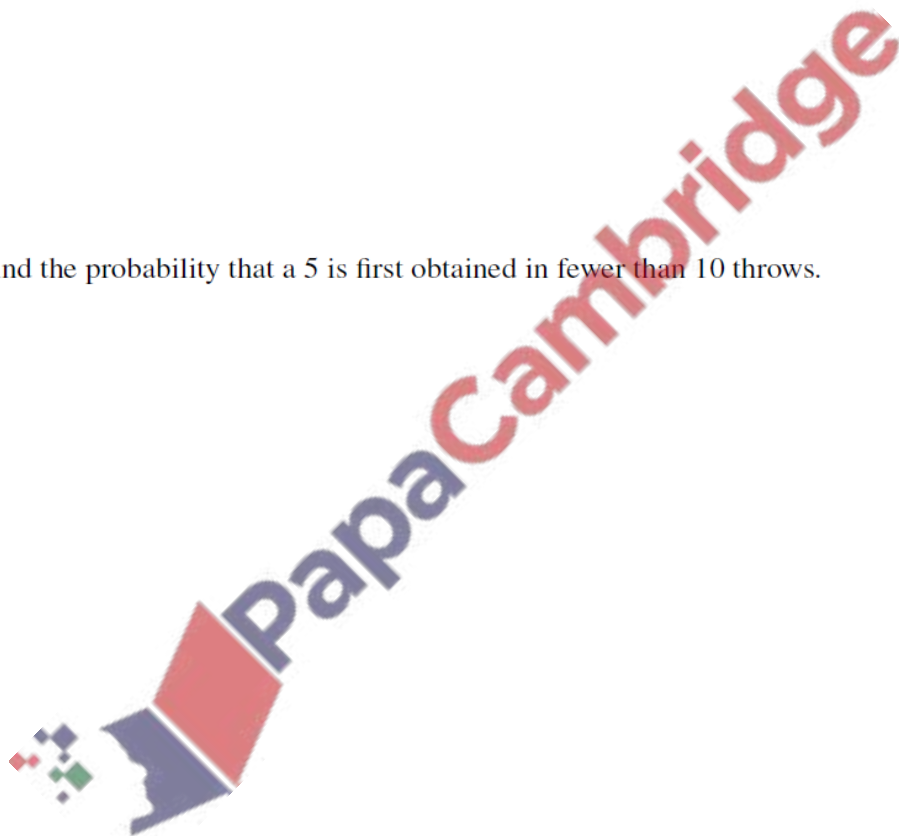 nd the probability that a 5 is first obtained in fewer than 10 throws.
PapaCambridge